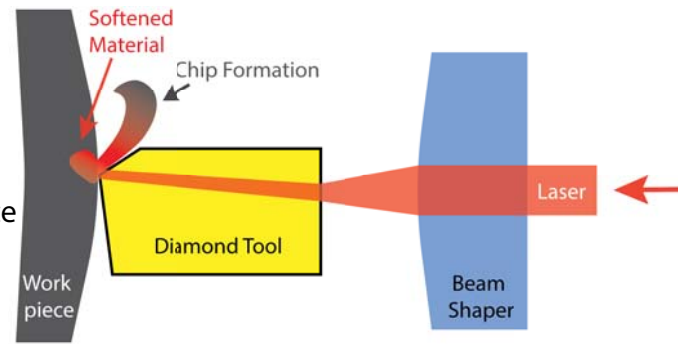 Softened
Material
Chip Formation
Laser
e
Diamond Tool
Work
piece
Beam
Shaper